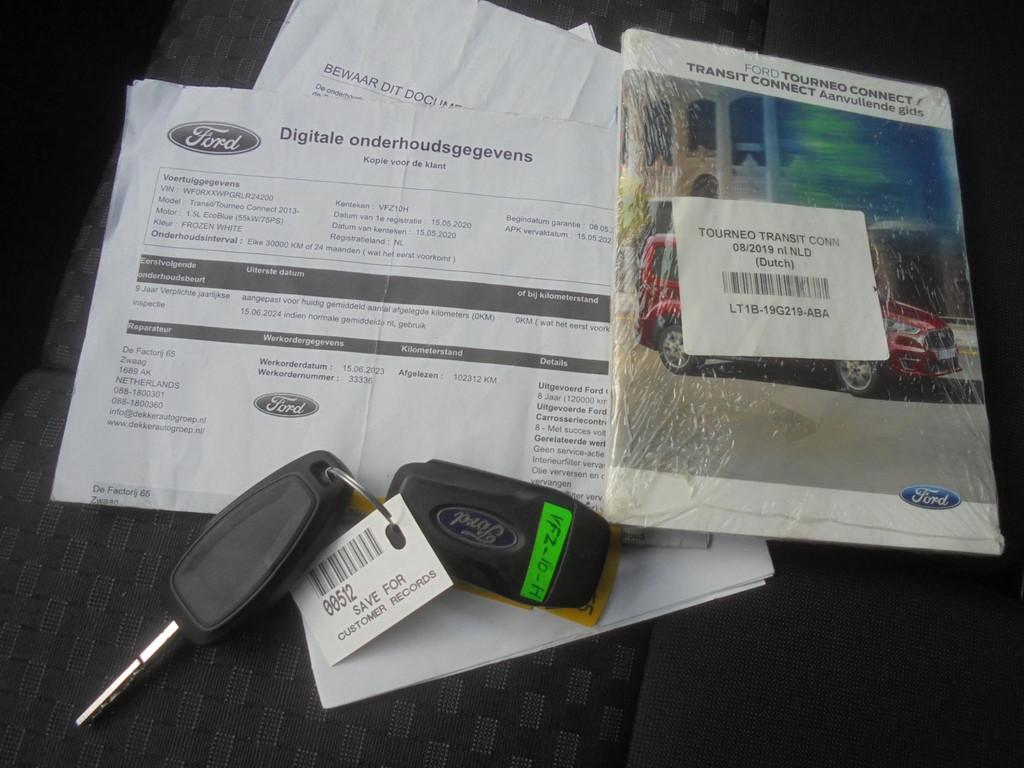 BEWAAR DIT DOCUME
De onderhou
Ford
Digitale onderhoudsgegevens
Kopie voor de klant
Voertuiggegevens
VIN : WF0RXXWPGRLR24200
Model : Transit/Tourneo Connect 2013-
Motor : 1.5L EcoBlue (55kW/75PS)
Kleur : FROZEN WHITE
Kenteken : VFZ10H
Datum van 1e registratie : 15.05.2020
Datum van kenteken : 15.05.2020
Registratieland : NL
Begindatum garantie : 08.05.
APK vervaldatum : 15.05.202
Onderhoudsinterval : Elke 30000 KM of 24 maanden ( wat het eerst voorkomt )
Eerstvolgende
onderhoudsbeurt
Uiterste datum
of bij kilometerstand
9 Jaar Verplichte jaarlijkse
inspectie
aangepast voor huidig gemiddeld aantal afgelegde kilometers (0KM)
15.06.2024 indien normale gemiddelde rit, gebruik
0KM ( wat het eerst voork
Reparateur
Werkordergegevens
Kilometerstand
Details
De Factorij 65
Zwaag
1689 AK
NETHERLANDS
088-1800301
088-1800360
info@dekkerautogroep.nl
www.dekkerautogroep.nl/
Werkorderdatum : 15.06.2023
Werkordernummer : 33336
Afgelezen : 102312 KM
Ford
Uitgevoerd Ford
8 Jaar (120000 km
Uitgevoerde Ford
Carrosseriecontr
8 - Met succes volt
Gerelateerde werk
Geen service-actie
Interieurfilter verva
Olie verversen en o
vervangen
filter verv
De Factorij 65
Zwaag
FORD TOURNEO CONNECT /
TRANSIT CONNECT Aanvullende gids
TOURNEO TRANSIT CONN
08/2019 nl NLD
(Dutch)
LT1B-19G219-ABA
Ford
Ford
VFZ-10-H
00512
SAVE FOR
CUSTOMER RECORDS